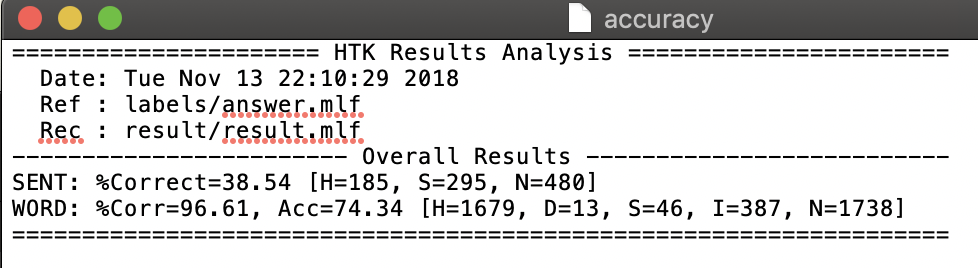 accuracy
====================== HTK Results Analysis =======================
  Date: Tue Nov 13 22:10:29 2018
  Ref : labels/answer.mlf
  Rec : result/result.mlf
------------------------ Overall Results --------------------------
SENT: %Correct=38.54 [H=185, S=295, N=480]
WORD: %Corr=96.61, Acc=74.34 [H=1679, D=13, S=46, I=387, N=1738]
===================================================================